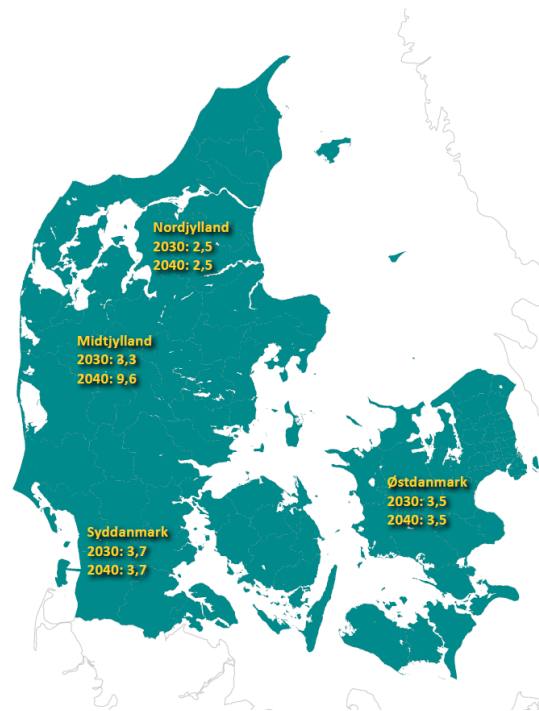 Nordjylland
2030: 2,5
2040: 2,5
Midtjylland
2030: 3,3
2040: 9,6
Østdanmark
2030: 3,5
2040: 3,5
Syddanmark
2030: 3,7
2040: 3,7